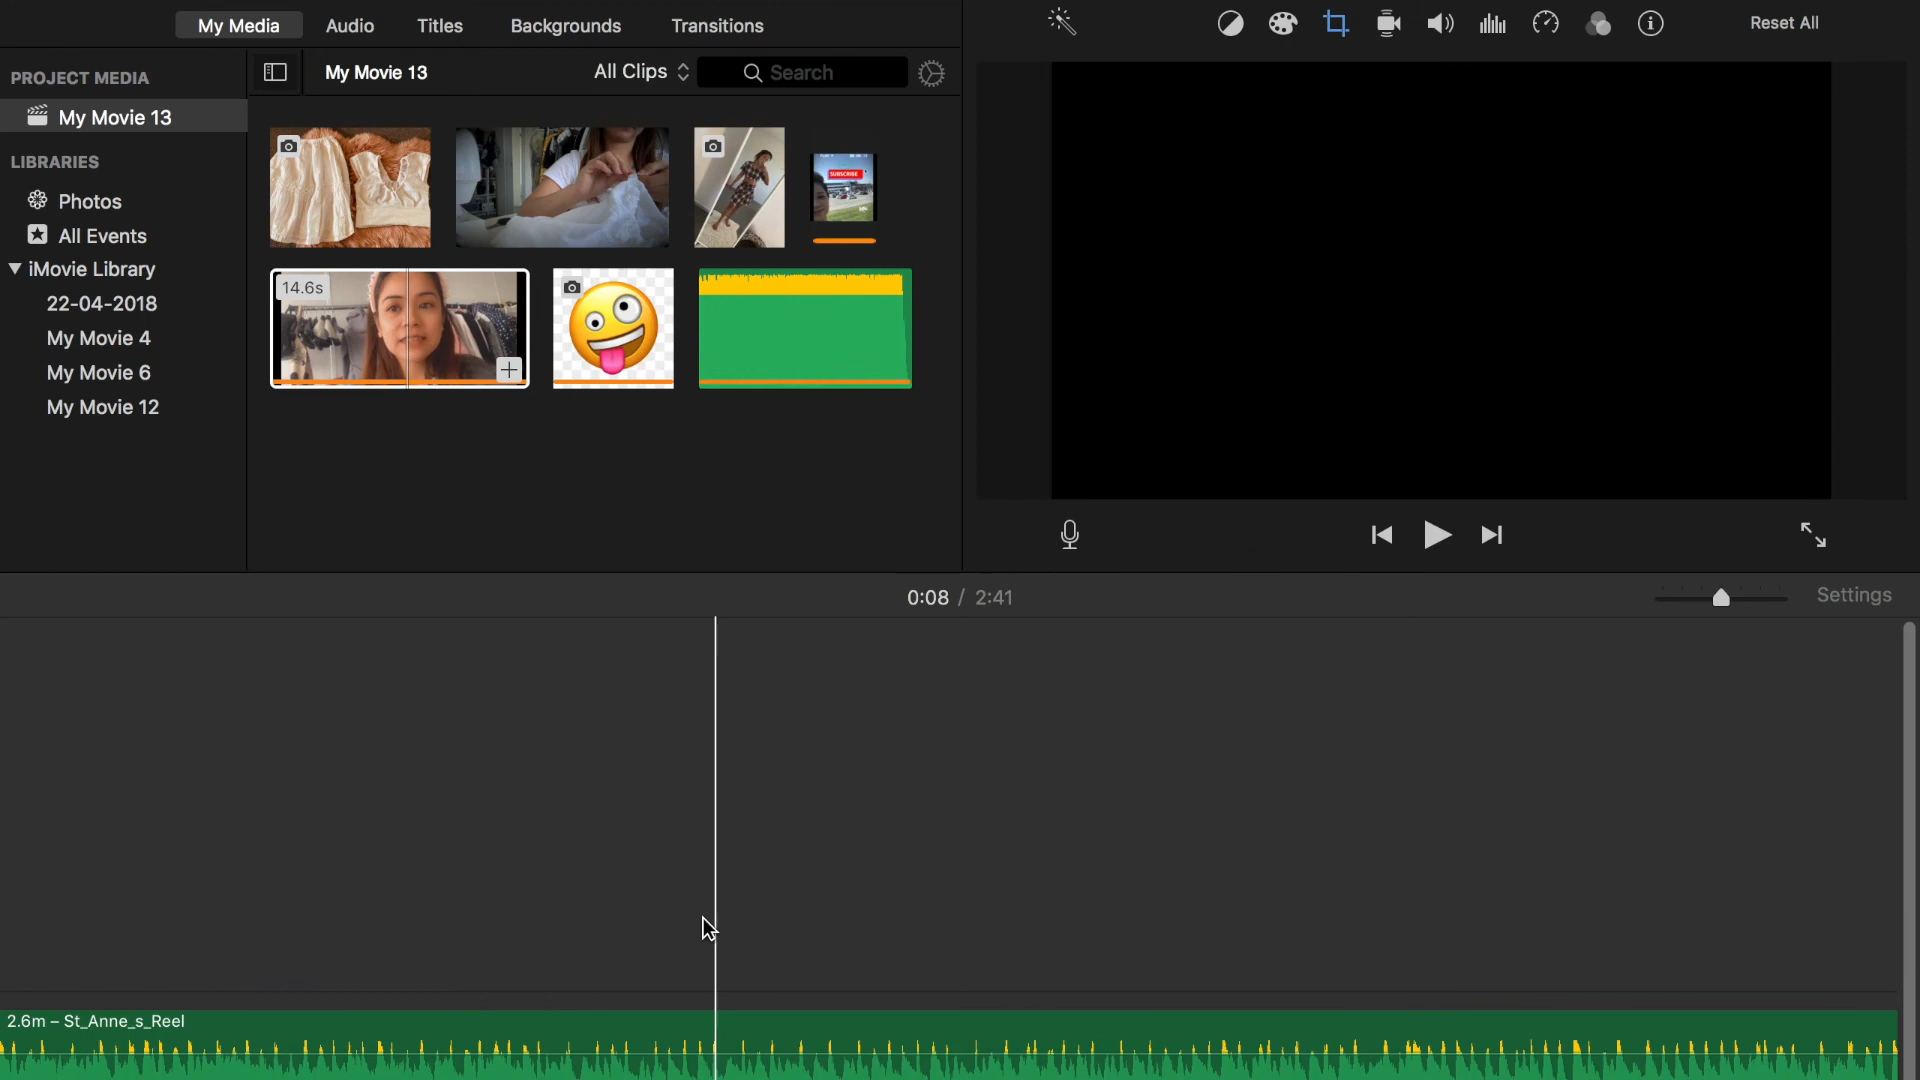 My Media Audio Titles Backgrounds Transitions Reset All
PROJECT MEDIA
My Movie 13 All Clips Search
My Movie 13
LIBRARIES
Photos
All Events
iMovie Library
22-04-2018
My Movie 4
My Movie 6
My Movie 12
SUBSCRIBE
14.6s
0:08 / 2:41 Settings
2.6m – St_Anne_s_Reel